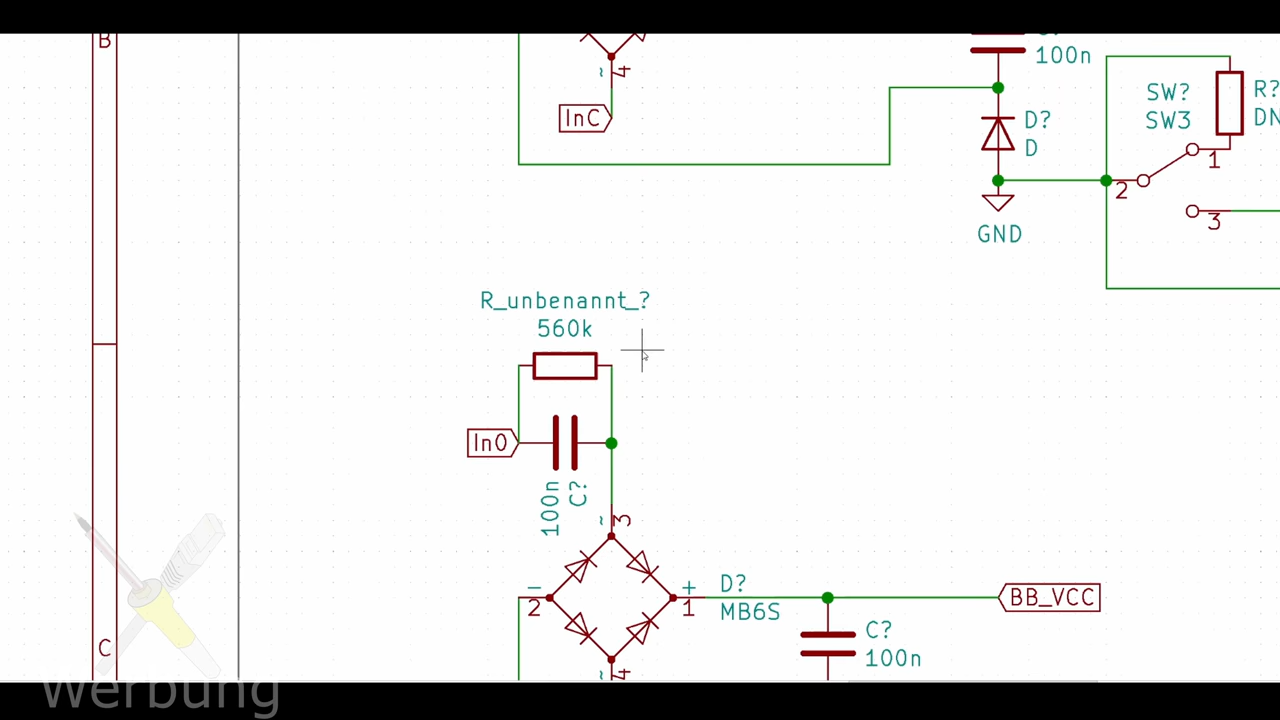 B
100n
~
4
InC
SW?
SW3
R?
DN
D?
D
1
2
3
GND
R_unbenannt_?
560k
In0
100n
C?
~
3
−
2
+
1
D?
MB6S
BB_VCC
C?
100n
C
~
4
Werbung